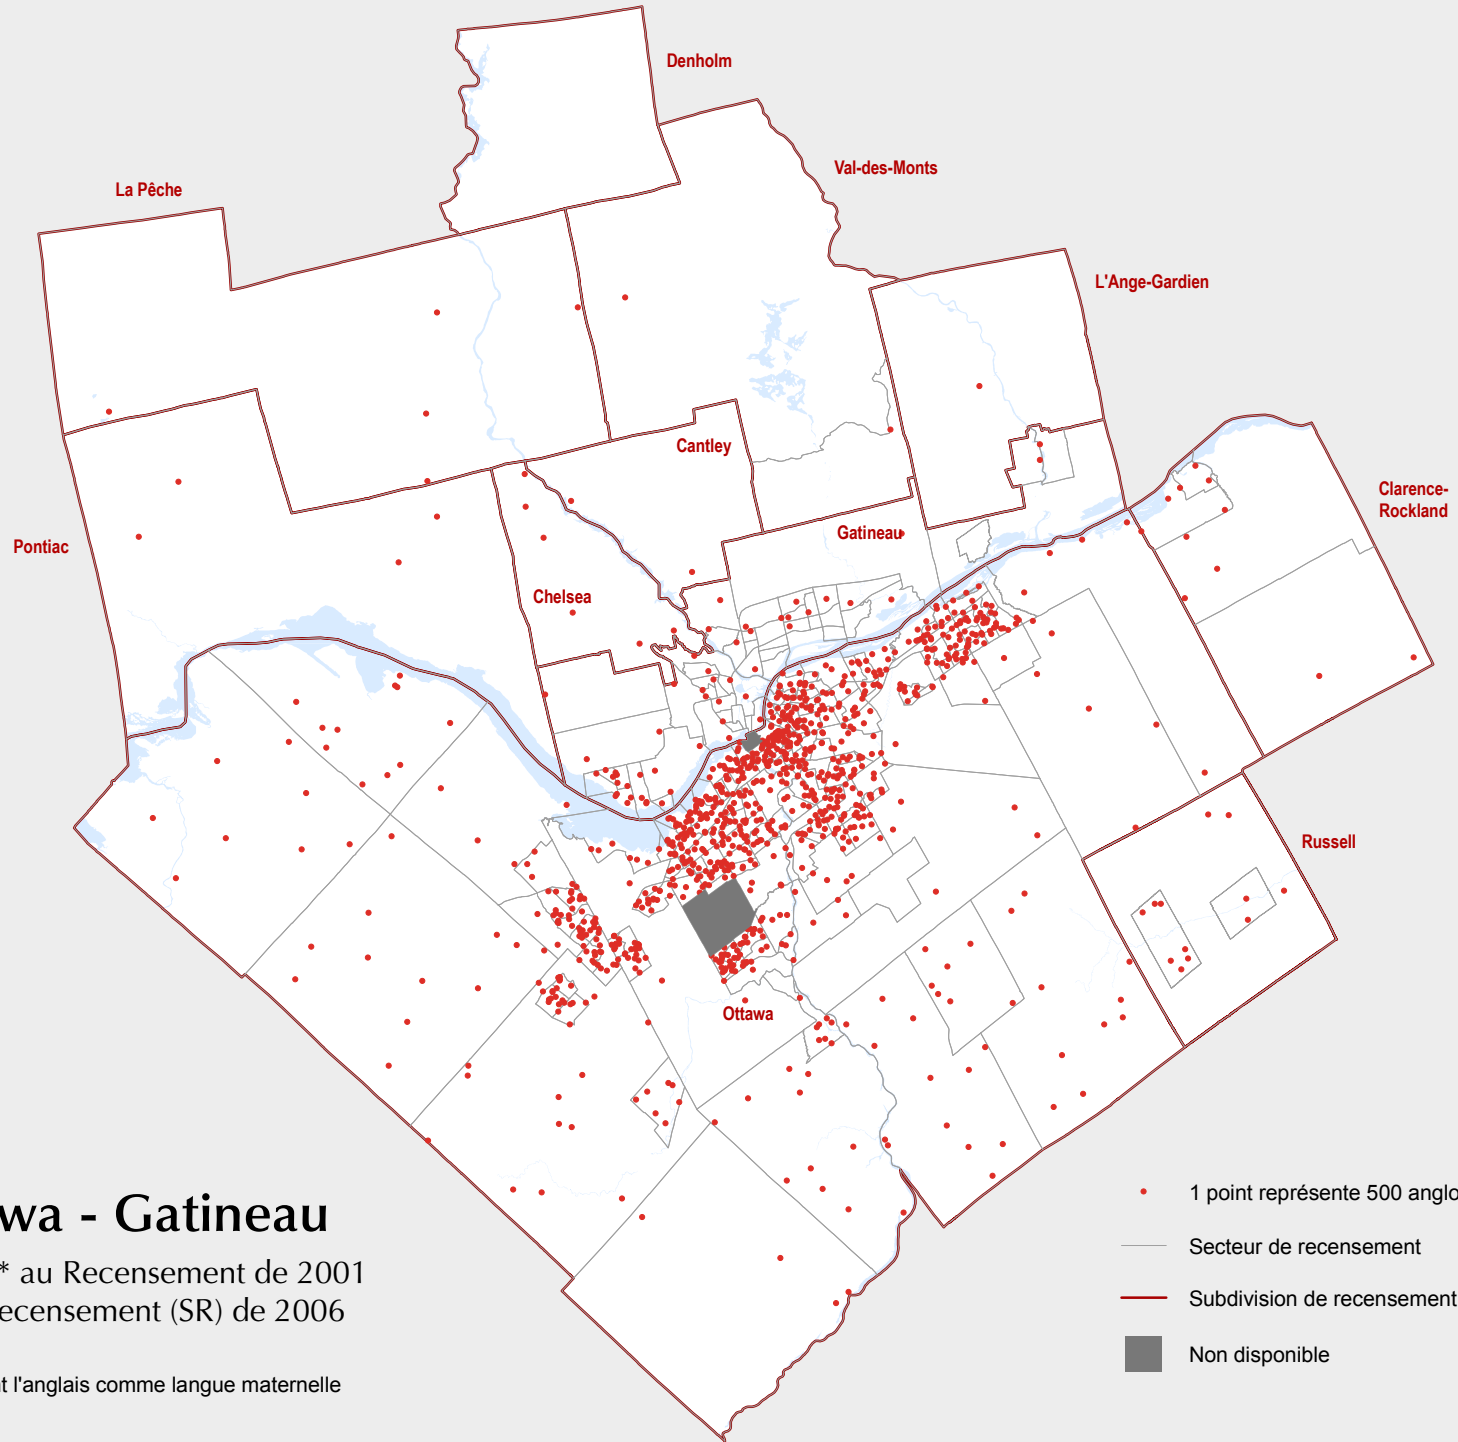 Denholm
Val-des-Monts
La Pêche
L'Ange-Gardien
Cantley
Clarence-
Rockland
Gatineau
Pontiac
Chelsea
Russell
Ottawa
wa - Gatineau
* au Recensement de 2001
ecensement (SR) de 2006
t l'anglais comme langue maternelle
1 point représente 500 anglo
Secteur de recensement
Subdivision de recensement
Non disponible